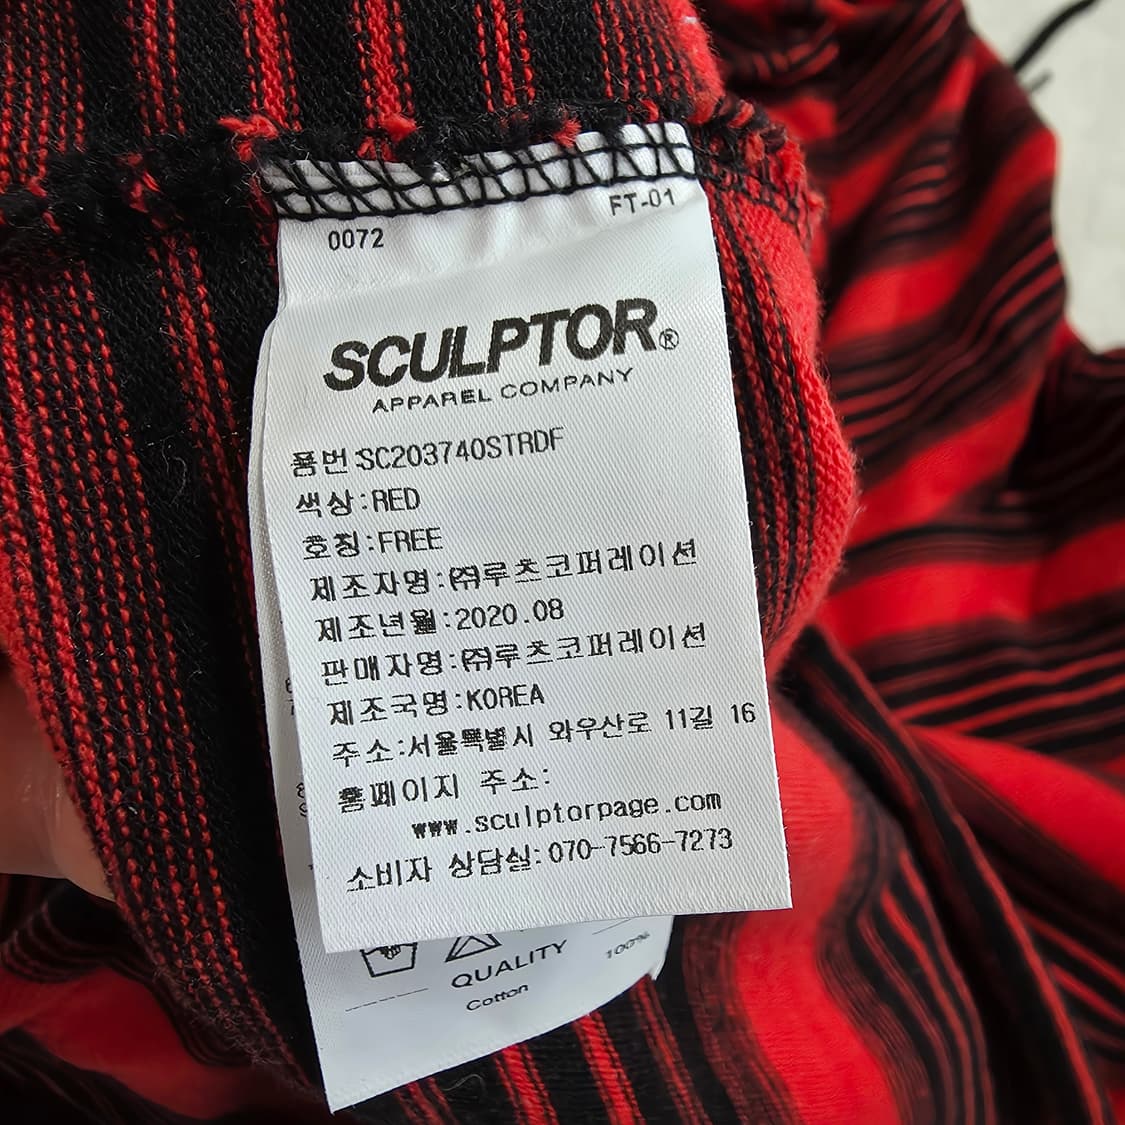 FT-01
0072
SCULPTOR®
APPAREL COMPANY
품번:SC203740STRDF
색상:RED
호칭:FREE
제조자명:㈜루츠코퍼레이션
제조년월:2020.08
판매자명:㈜루츠코퍼레이션
제조국명:KOREA
주소:서울특별시 와우산로 11길 16
홈페이지 주소:
www.sculptorpage.com
소비자 상담실:070-7566-7273
QUALITY
Cotton 100%